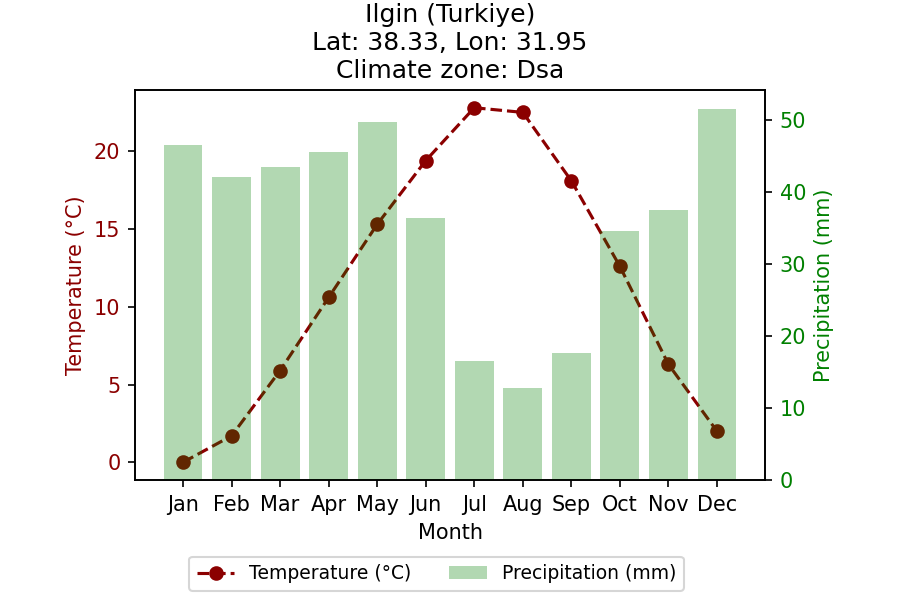 Ilgin (Turkiye)
Lat: 38.33, Lon: 31.95
Climate zone: Dsa
Temperature (°C)
20
15
10
5
0
50
40
30
20
10
0
Precipitation (mm)
Jan Feb Mar Apr May Jun Jul Aug Sep Oct Nov Dec
Month
Temperature (°C) Precipitation (mm)